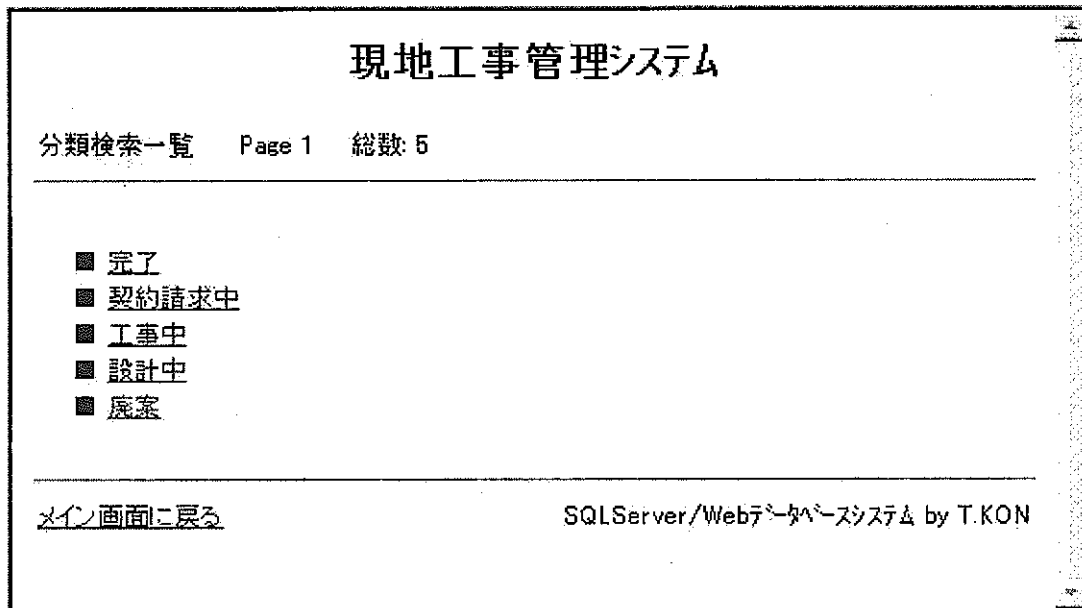 現地工事管理システム
分類検索一覧 Page 1 総数: 5
■ 完了
■ 契約請求中
■ 工事中
■ 設計中
■ 廃案
メイン画面に戻る SQLServer/Webﾃﾞｰﾀﾍﾞｰｽｼｽﾃﾑ by T.KON